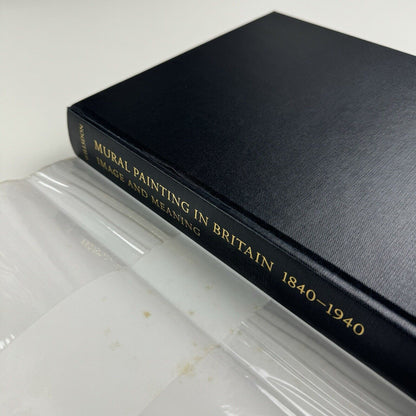 MURAL PAINTING IN BRITAIN 1840–1940
IMAGE AND MEANING